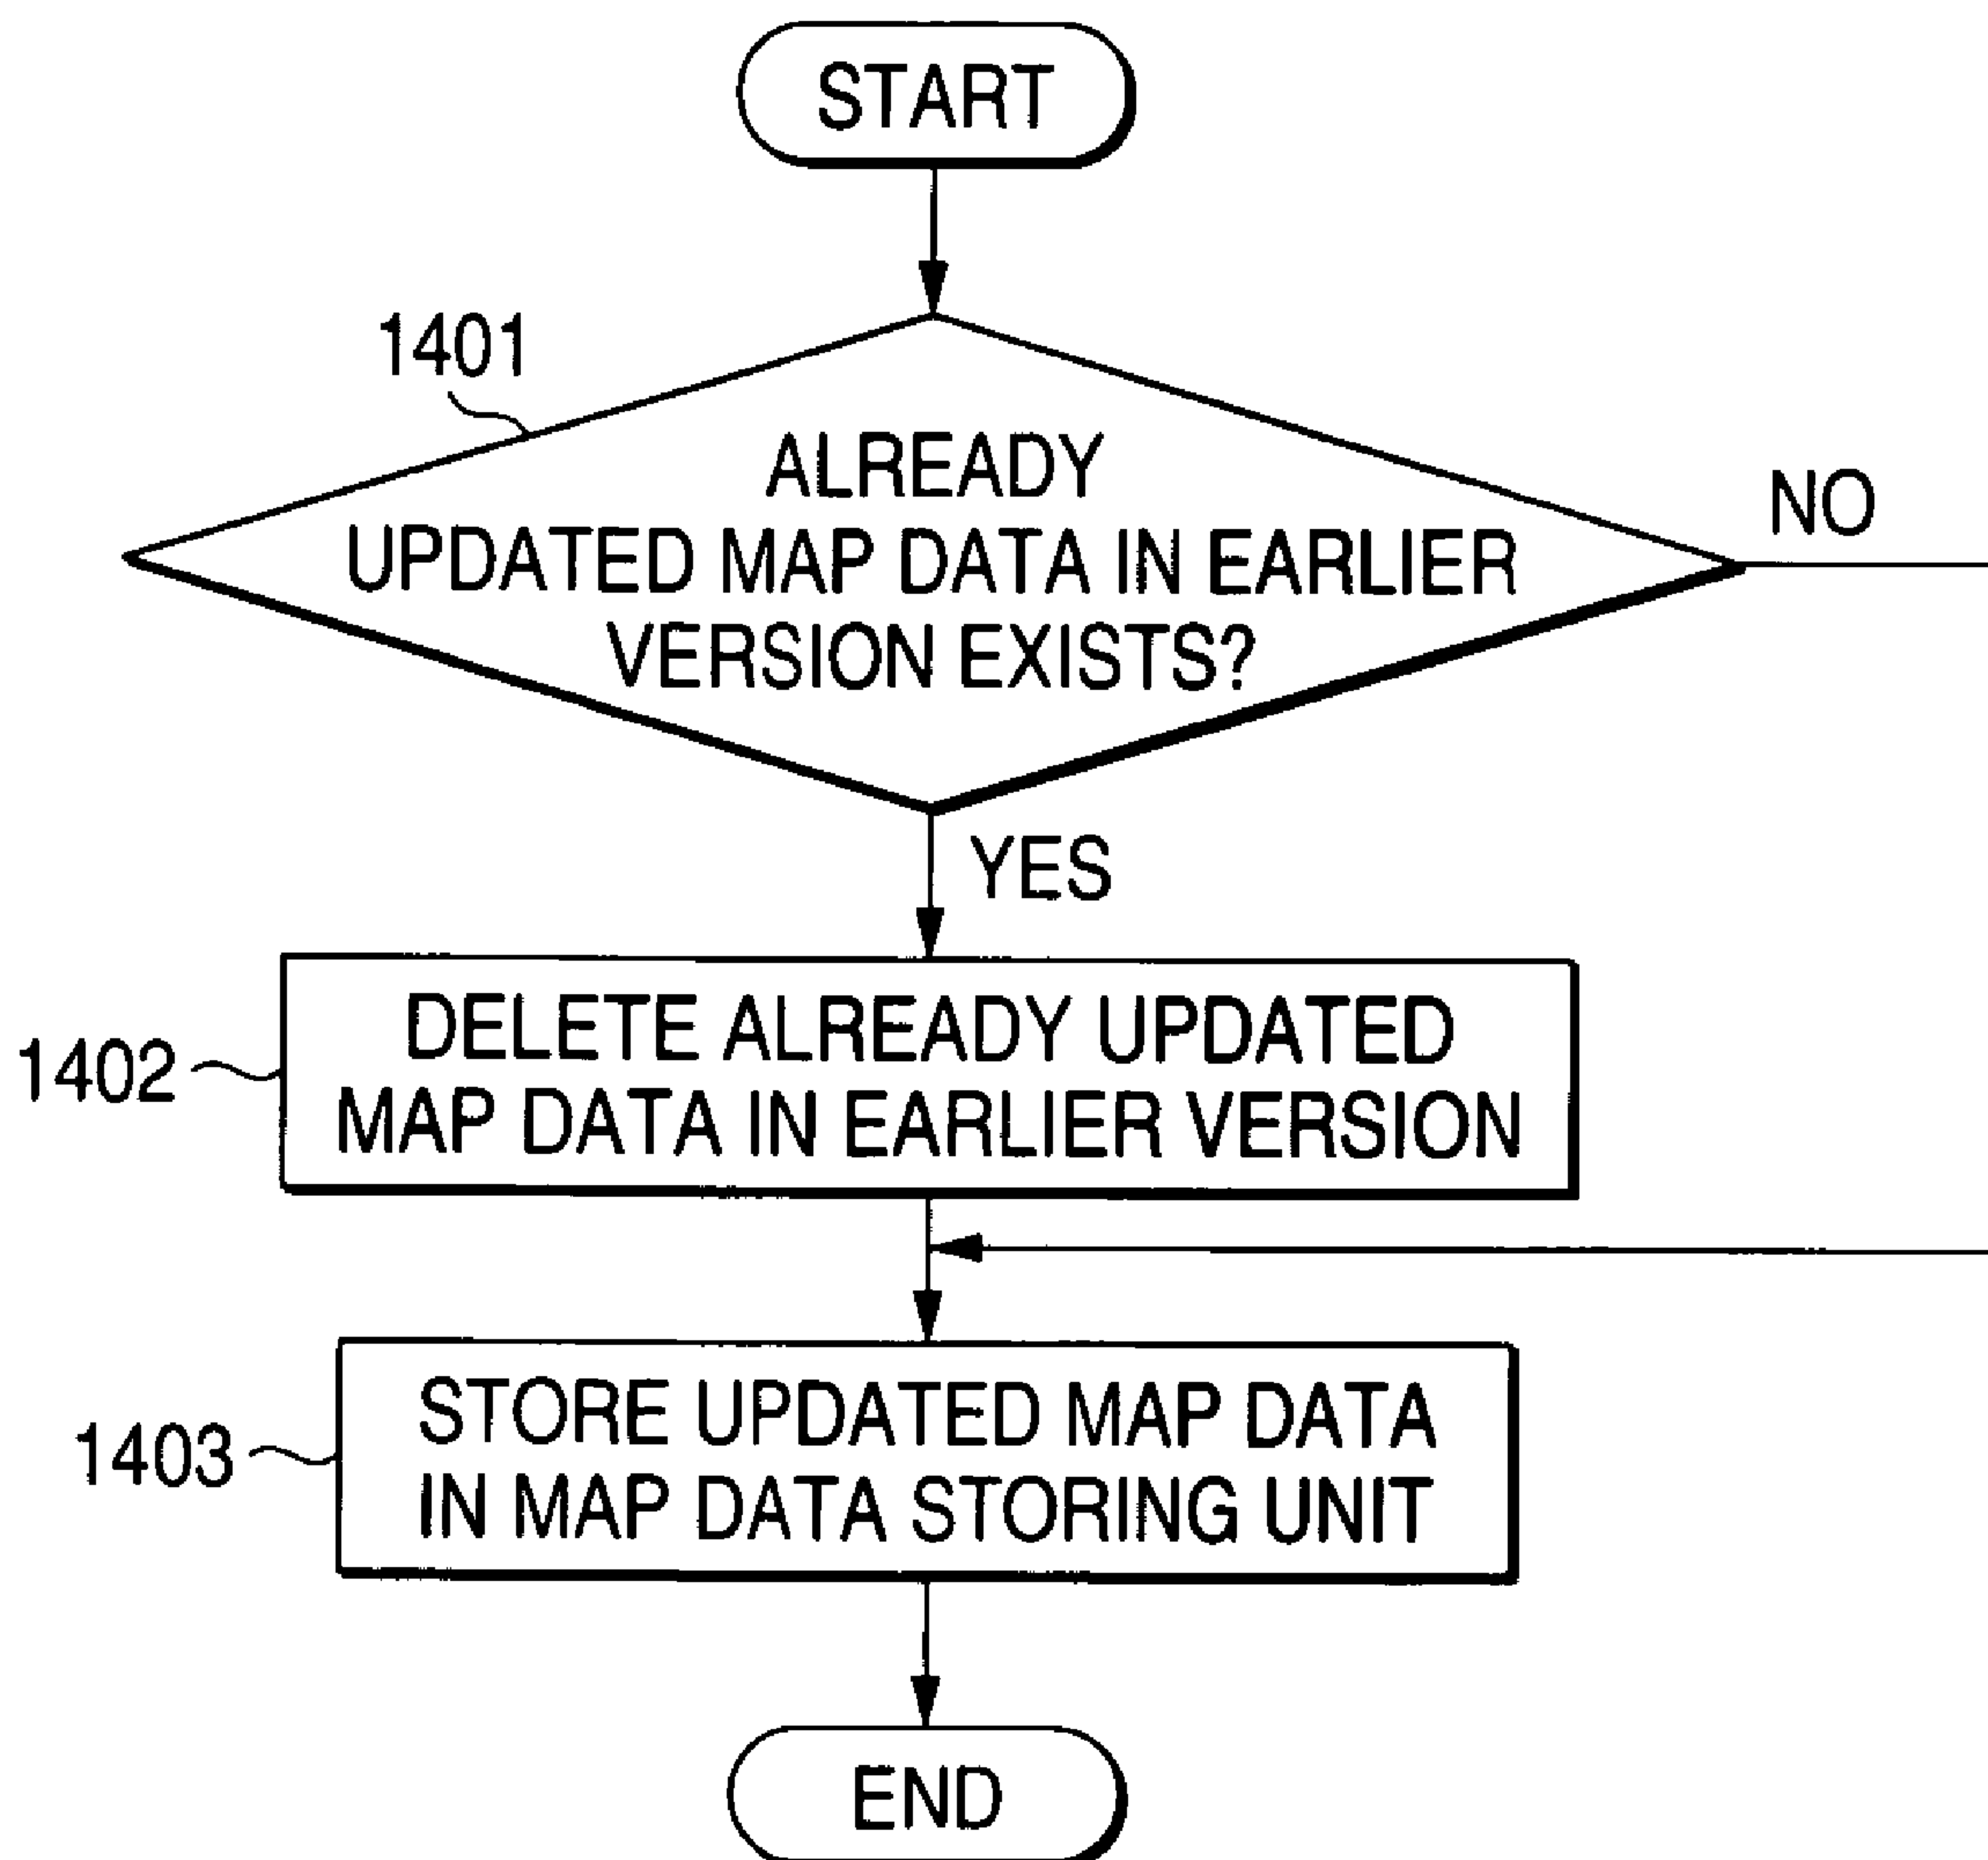 START
1401
ALREADY
UPDATED MAP DATA IN EARLIER
VERSION EXISTS?
NO
YES
1402
DELETE ALREADY UPDATED
MAP DATA IN EARLIER VERSION
1403
STORE UPDATED MAP DATA
IN MAP DATA STORING UNIT
END